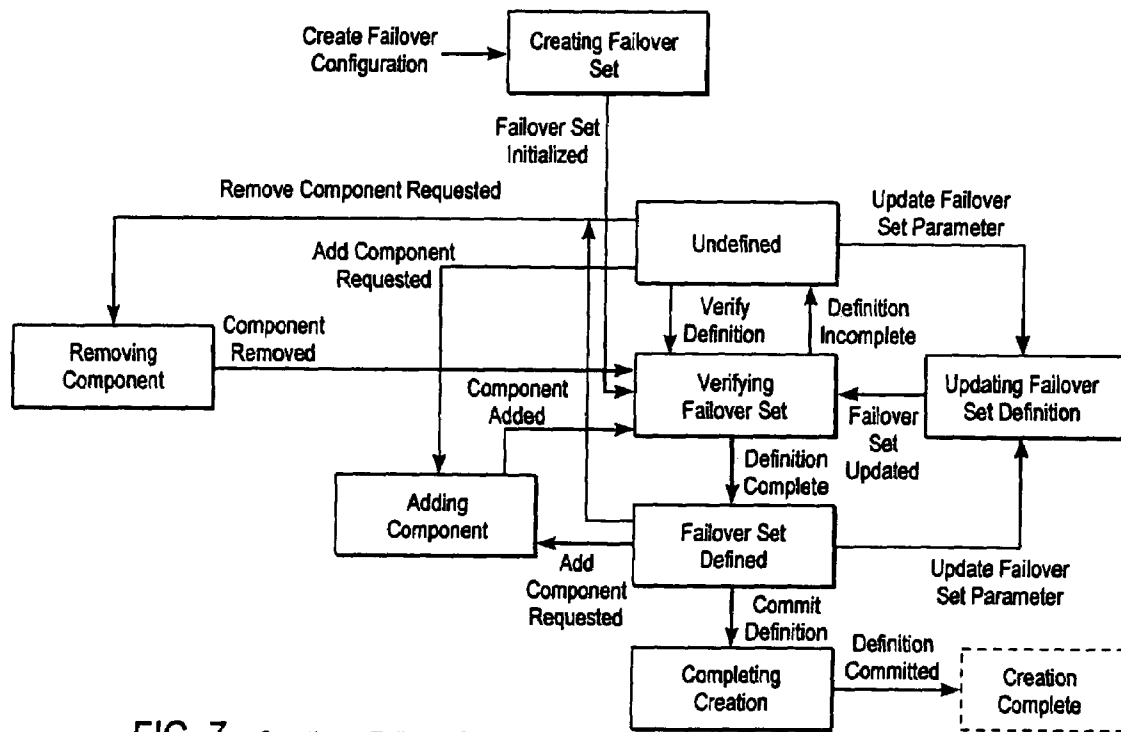 Create Failover
Configuration
Creating Failover
Set
Failover Set
Initialized
Remove Component Requested
Update Failover
Set Parameter
Undefined
Add Component
Requested
Verify
Definition
Definition
Incomplete
Component
Removed
Removing
Component
Verifying
Failover Set
Updating Failover
Set Definition
Component
Added
Failover
Set
Updated
Definition
Complete
Adding
Component
Failover Set
Defined
Add
Component
Requested
Update Failover
Set Parameter
Commit
Definition
Definition
Committed
Completing
Creation
Creation
Complete